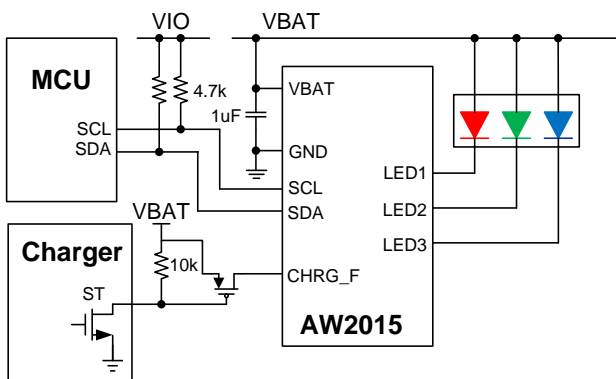 VIO
VBAT
MCU
4.7k
SCL
SDA
1uF
VBAT
GND
SCL
SDA
CHRG_F
LED1
LED2
LED3
AW2015
VBAT
10k
Charger
ST